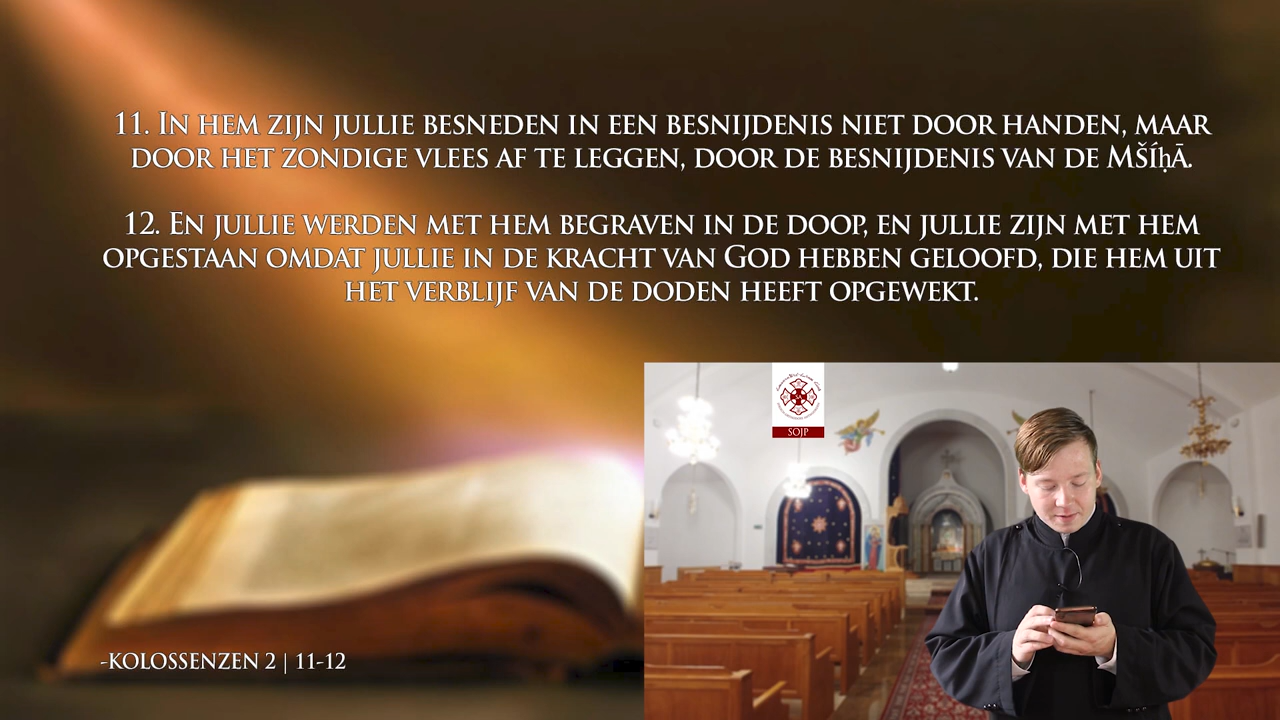 11. In hem zijn jullie besneden in een besnijdenis niet door handen, maar
door het zondige vlees af te leggen, door de besnijdenis van de Mšíḥā.
12. En jullie werden met hem begraven in de doop, en jullie zijn met hem
opgestaan omdat jullie in de kracht van God hebben geloofd, die hem uit
het verblijf van de doden heeft opgewekt.
SOJP
-KOLOSSENZEN 2 | 11-12